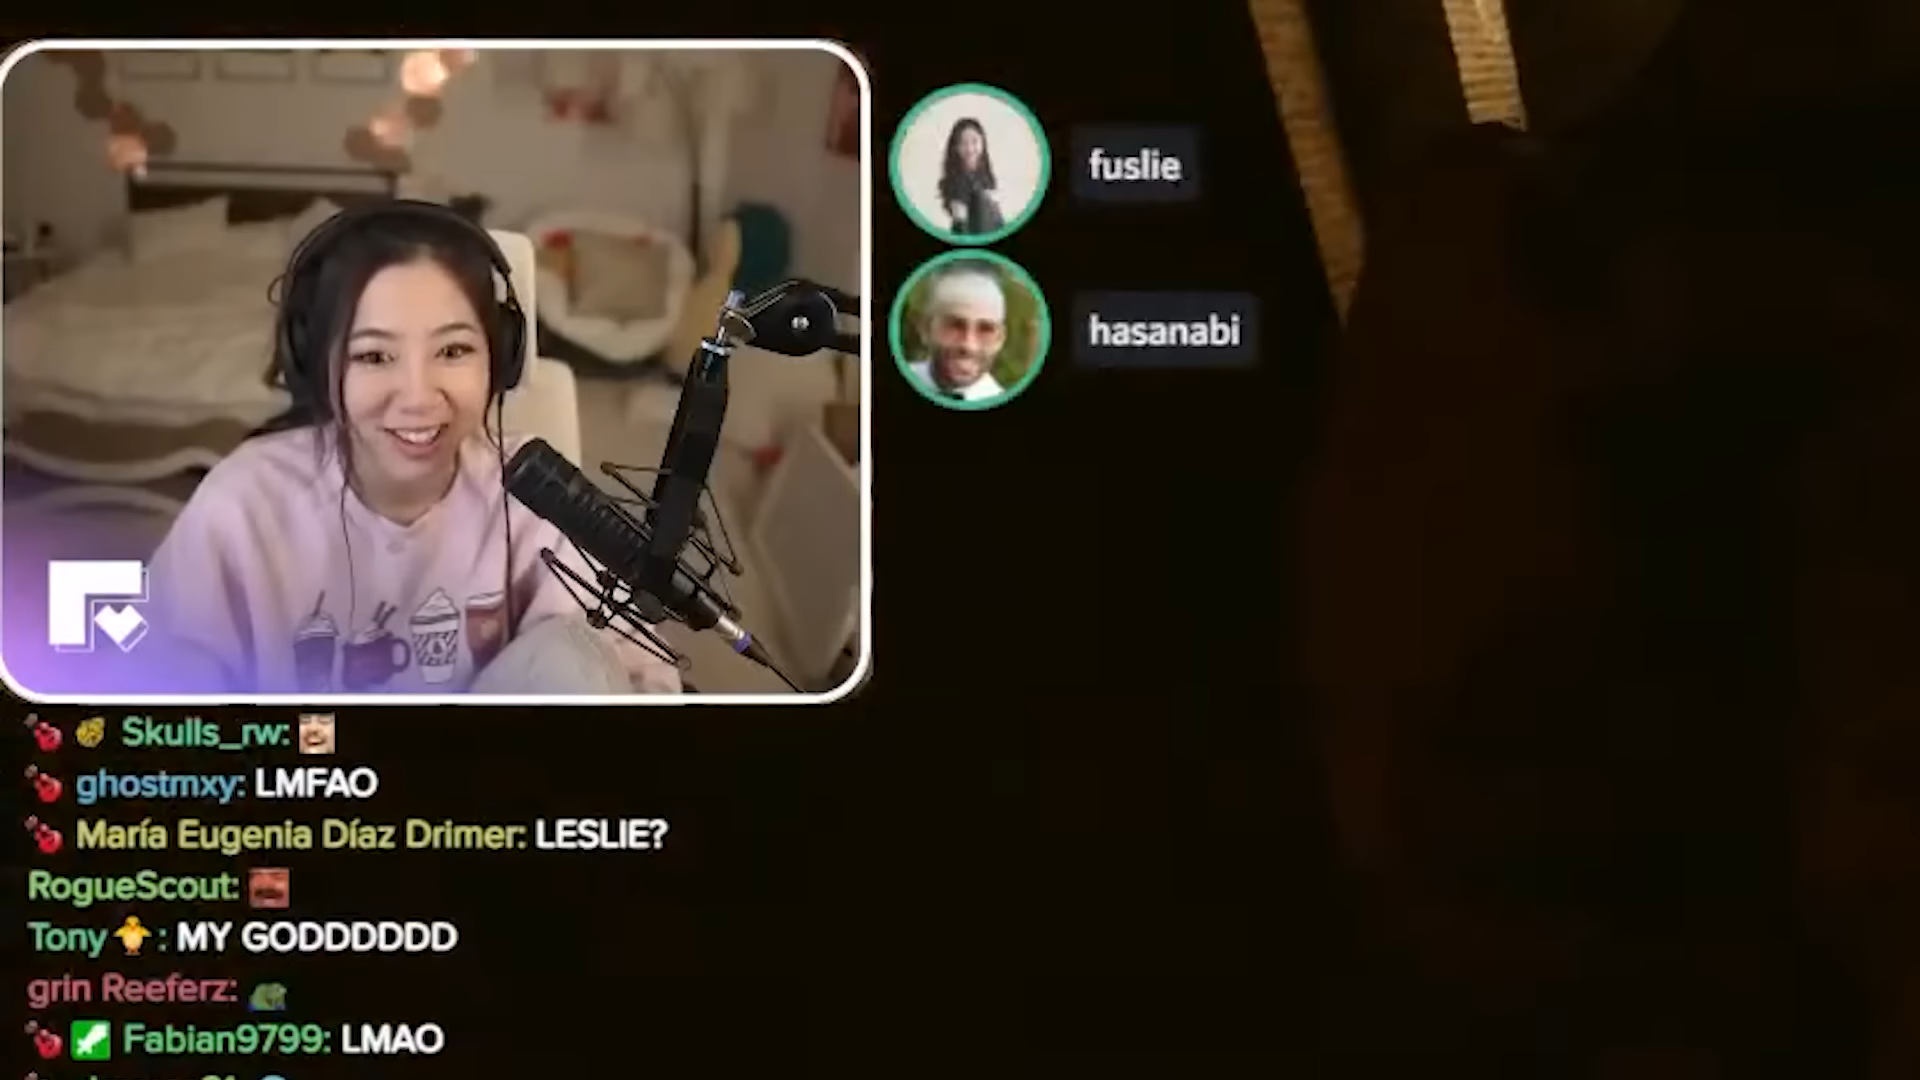 fuslie
hasanabi
Skulls_rw:
ghostmxy: LMFAO
María Eugenia Díaz Drimer: LESLIE?
RogueScout:
Tony : MY GODDDDDD
grin Reeferz:
Fabian9799: LMAO